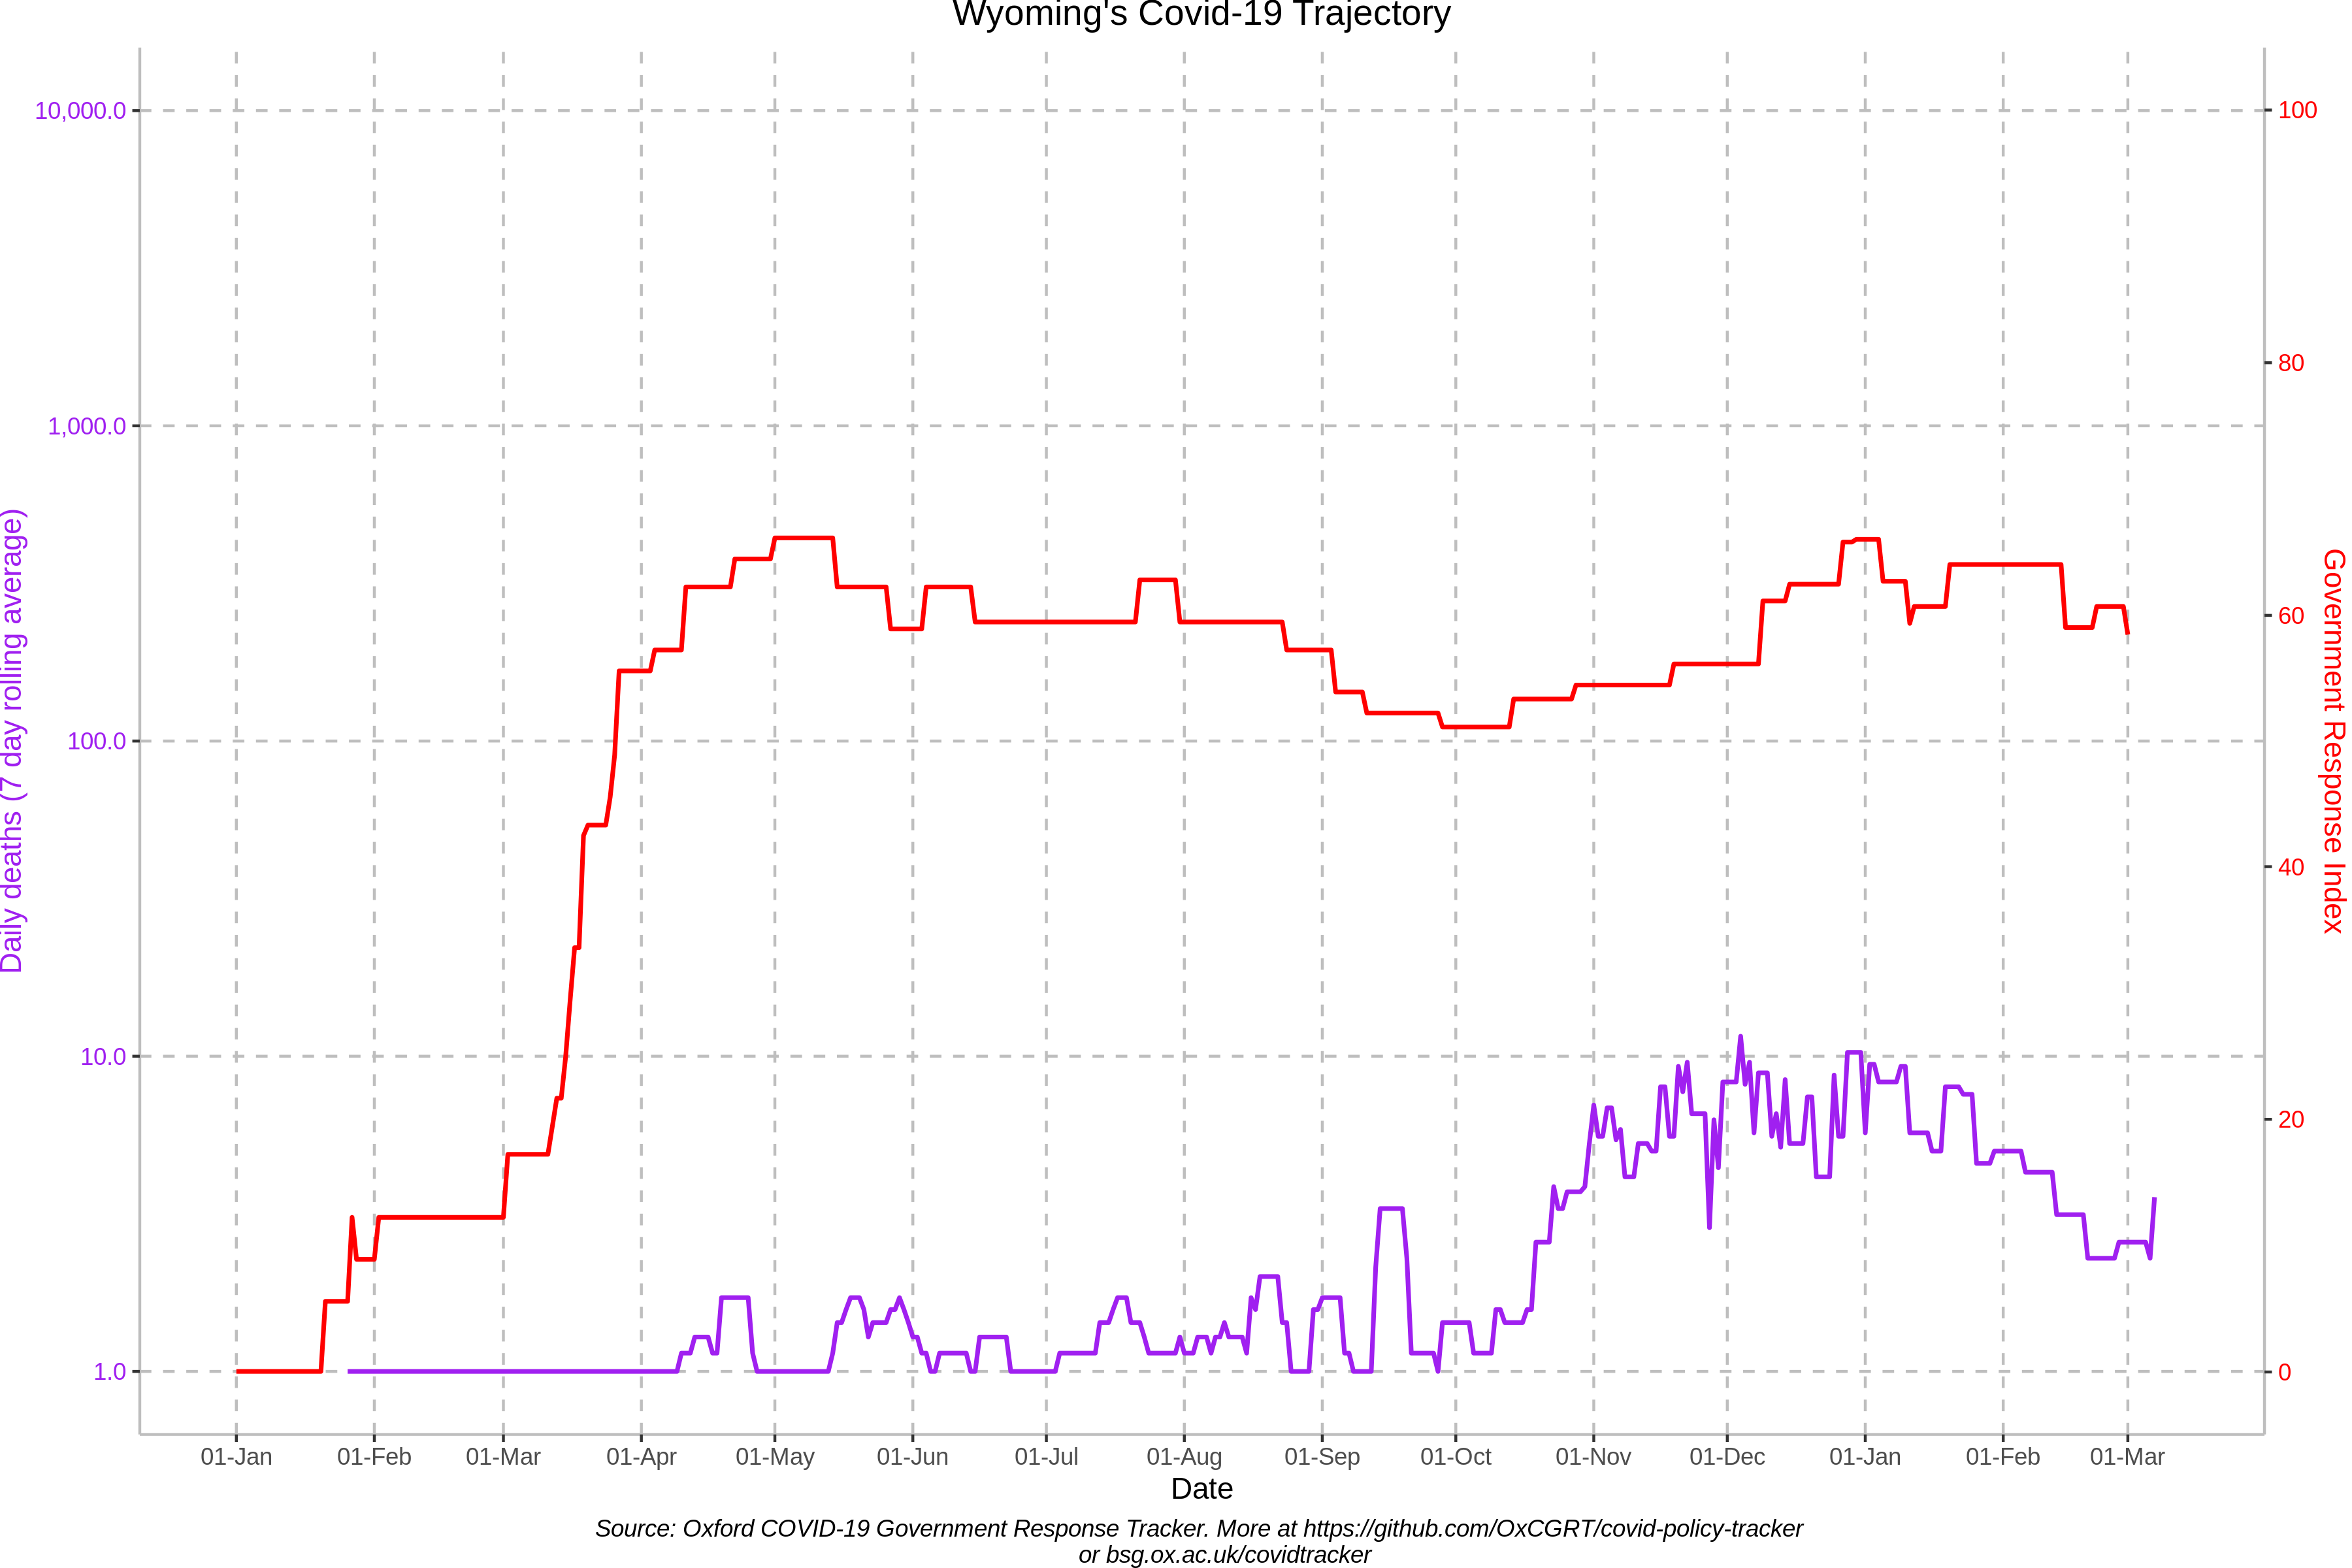 Wyoming's Covid-19 Trajectory
10,000.0
1,000.0
100.0
10.0
1.0
Daily deaths (7 day rolling average)
100
80
60
40
20
0
Government Response Index
01-Jan 01-Feb 01-Mar 01-Apr 01-May 01-Jun 01-Jul 01-Aug 01-Sep 01-Oct 01-Nov 01-Dec 01-Jan 01-Feb 01-Mar
Date
Source: Oxford COVID-19 Government Response Tracker. More at https://github.com/OxCGRT/covid-policy-tracker
or bsg.ox.ac.uk/covidtracker